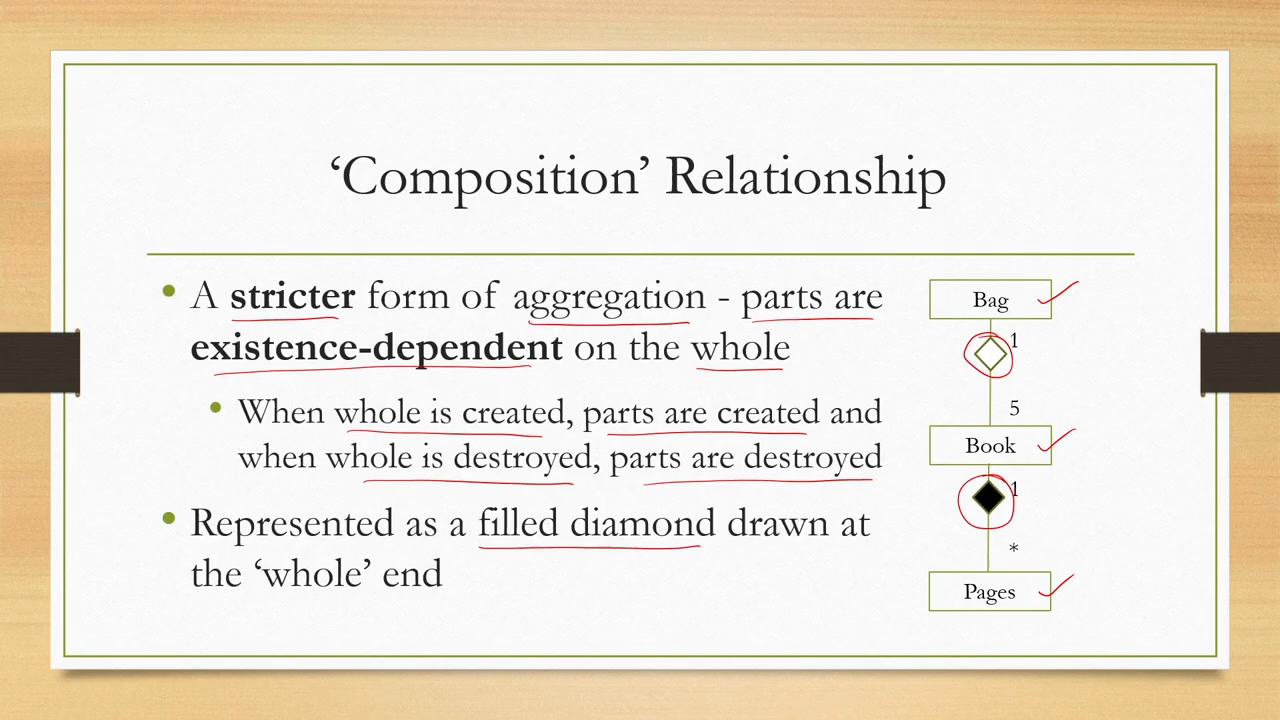 ‘Composition’ Relationship
• A stricter form of aggregation - parts are
existence-dependent on the whole
• When whole is created, parts are created and
when whole is destroyed, parts are destroyed
• Represented as a filled diamond drawn at
the ‘whole’ end
Bag
1
5
Book
1
*
Pages